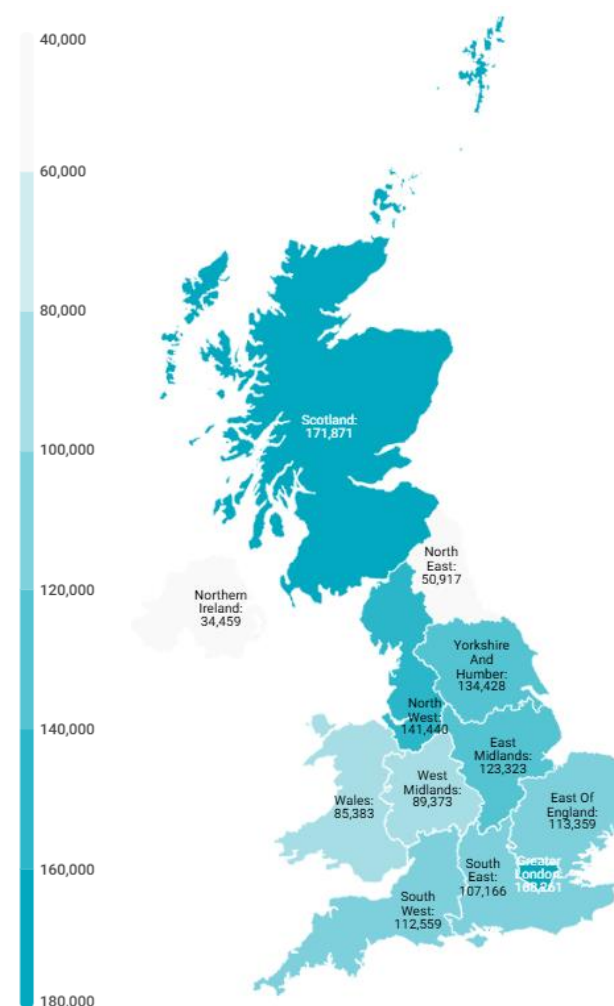 40,000
60,000
80,000
100,000
120,000
140,000
160,000
180,000
Scotland:
171,871
North
East:
50,917
Northern
Ireland:
34,459
Yorkshire
And
Humber:
134,428
North
West:
141,440
East
Midlands:
123,323
West
Midlands:
89,373
Wales:
85,383
East Of
England:
113,359
Greater
London:
South
East:
107,166
South
West:
112,559